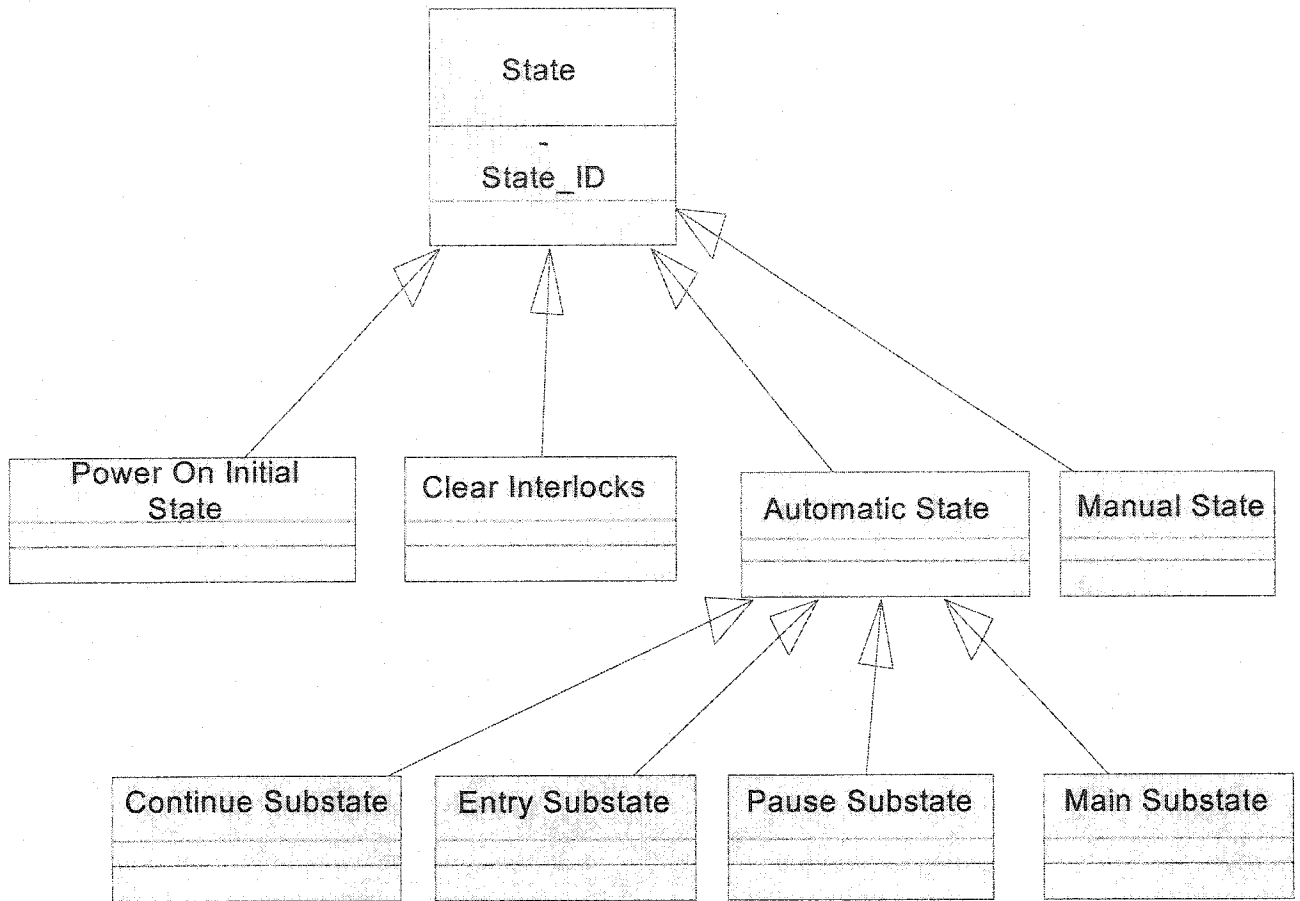 State
-
State_ID
Power On Initial
State
Clear Interlocks
Automatic State
Manual State
Continue Substate
Entry Substate
Pause Substate
Main Substate